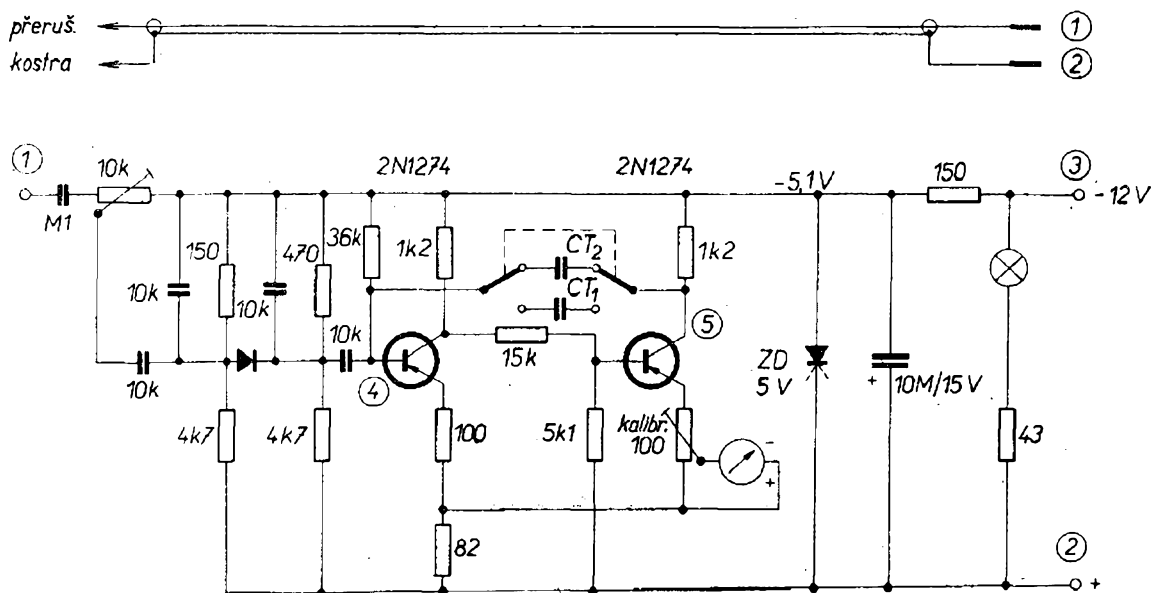 přeruš.
①
kostra
②
①
10k
2N1274
2N1274
③
M1
-5,1V
150
-12V
150
470
36k
1k2
CT₂
1k2
10k
10k
CT₁
10k
15k
⑤
ZD
5V
+
10M/15V
10k
④
4k7
4k7
100
5k1
kalibr.
100
-
+
43
82
②
+